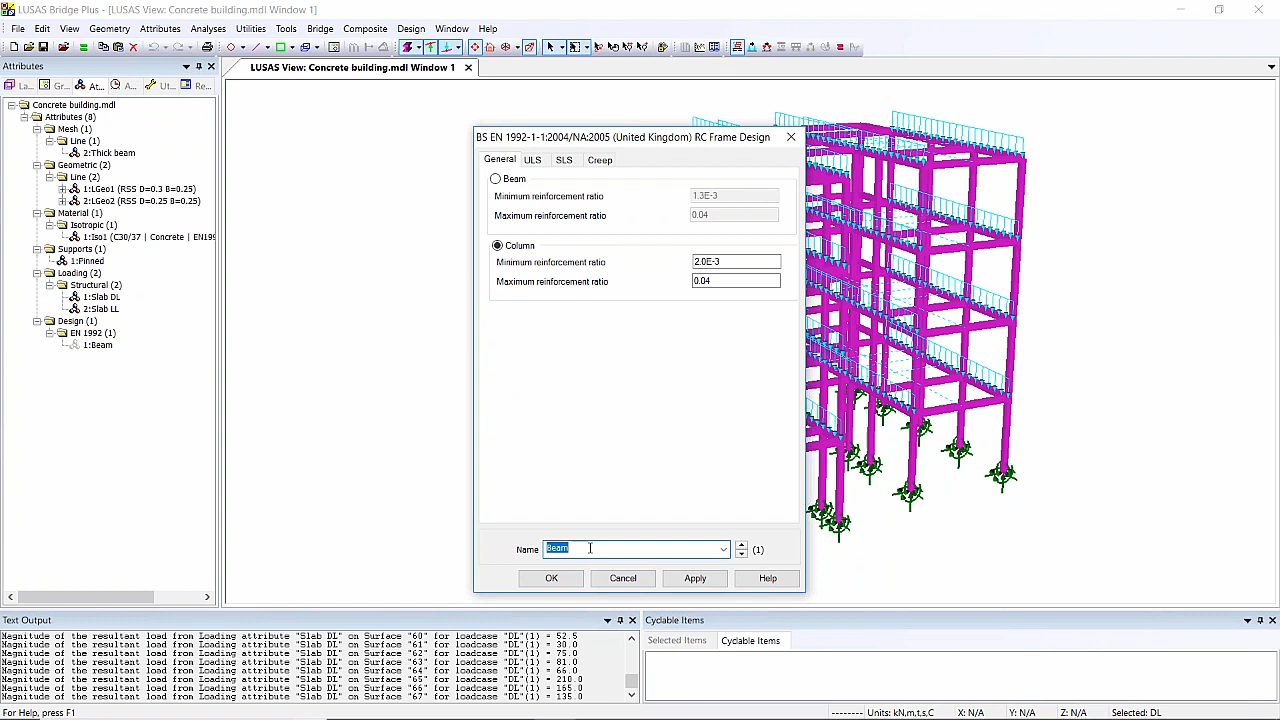 LUSAS Bridge Plus - [LUSAS View: Concrete building.mdl Window 1]
File Edit View Geometry Attributes Analyses Utilities Tools Bridge Composite Design Window Help
Attributes
LUSAS View: Concrete building.mdl Window 1
La... Gr... At... A... Ut... Re...
Concrete building.mdl
Attributes (8)
Mesh (1)
Line (1)
2:Thick beam
Geometric (2)
Line (2)
1:LGeo1 (RSS D=0.3 B=0.25)
2:LGeo2 (RSS D=0.25 B=0.25)
Material (1)
Isotropic (1)
1:Iso1 (C30/37 | Concrete | EN19
Supports (1)
1:Pinned
Loading (2)
Structural (2)
1:Slab DL
2:Slab LL
Design (1)
EN 1992 (1)
1:Beam
BS EN 1992-1-1:2004/NA:2005 (United Kingdom) RC Frame Design
General ULS SLS Creep
Beam
Minimum reinforcement ratio 1.3E-3
Maximum reinforcement ratio 0.04
Column
Minimum reinforcement ratio 2.0E-3
Maximum reinforcement ratio 0.04
Name Beam (1)
OK Cancel Apply Help
Text Output
Magnitude of the resultant load from Loading attribute "Slab DL" on Surface "60" for loadcase "DL"(1) = 52.5
Magnitude of the resultant load from Loading attribute "Slab DL" on Surface "61" for loadcase "DL"(1) = 30.0
Magnitude of the resultant load from Loading attribute "Slab DL" on Surface "62" for loadcase "DL"(1) =
Magnitude of the resultant load from Loading attribute "Slab DL" on Surface "63" for loadcase "DL"(1) = 81.0
Magnitude of the resultant load from Loading attribute "Slab DL" on Surface "64" for loadcase "DL"(1) = 66.0
Magnitude of the resultant load from Loading attribute "Slab DL" on Surface "65" for loadcase "DL"(1) = 210.0
Magnitude of the resultant load from Loading attribute "Slab DL" on Surface "66" for loadcase "DL"(1) = 165.0
Magnitude of the resultant load from Loading attribute "Slab DL" on Surface "67" for loadcase "DL"(1) = 135.0
Cyclable Items
Selected Items Cyclable Items
For Help, press F1
-------- Units: kN,m,t,s,C X: N/A Y: N/A Z: N/A Selected: DL